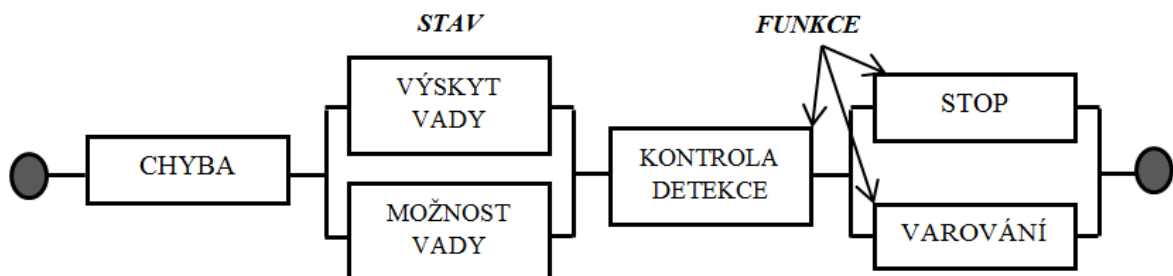 STAV
FUNKCE
CHYBA
VÝSKYT
VADY
MOŽNOST
VADY
KONTROLA
DETEKCE
STOP
VAROVÁNÍ